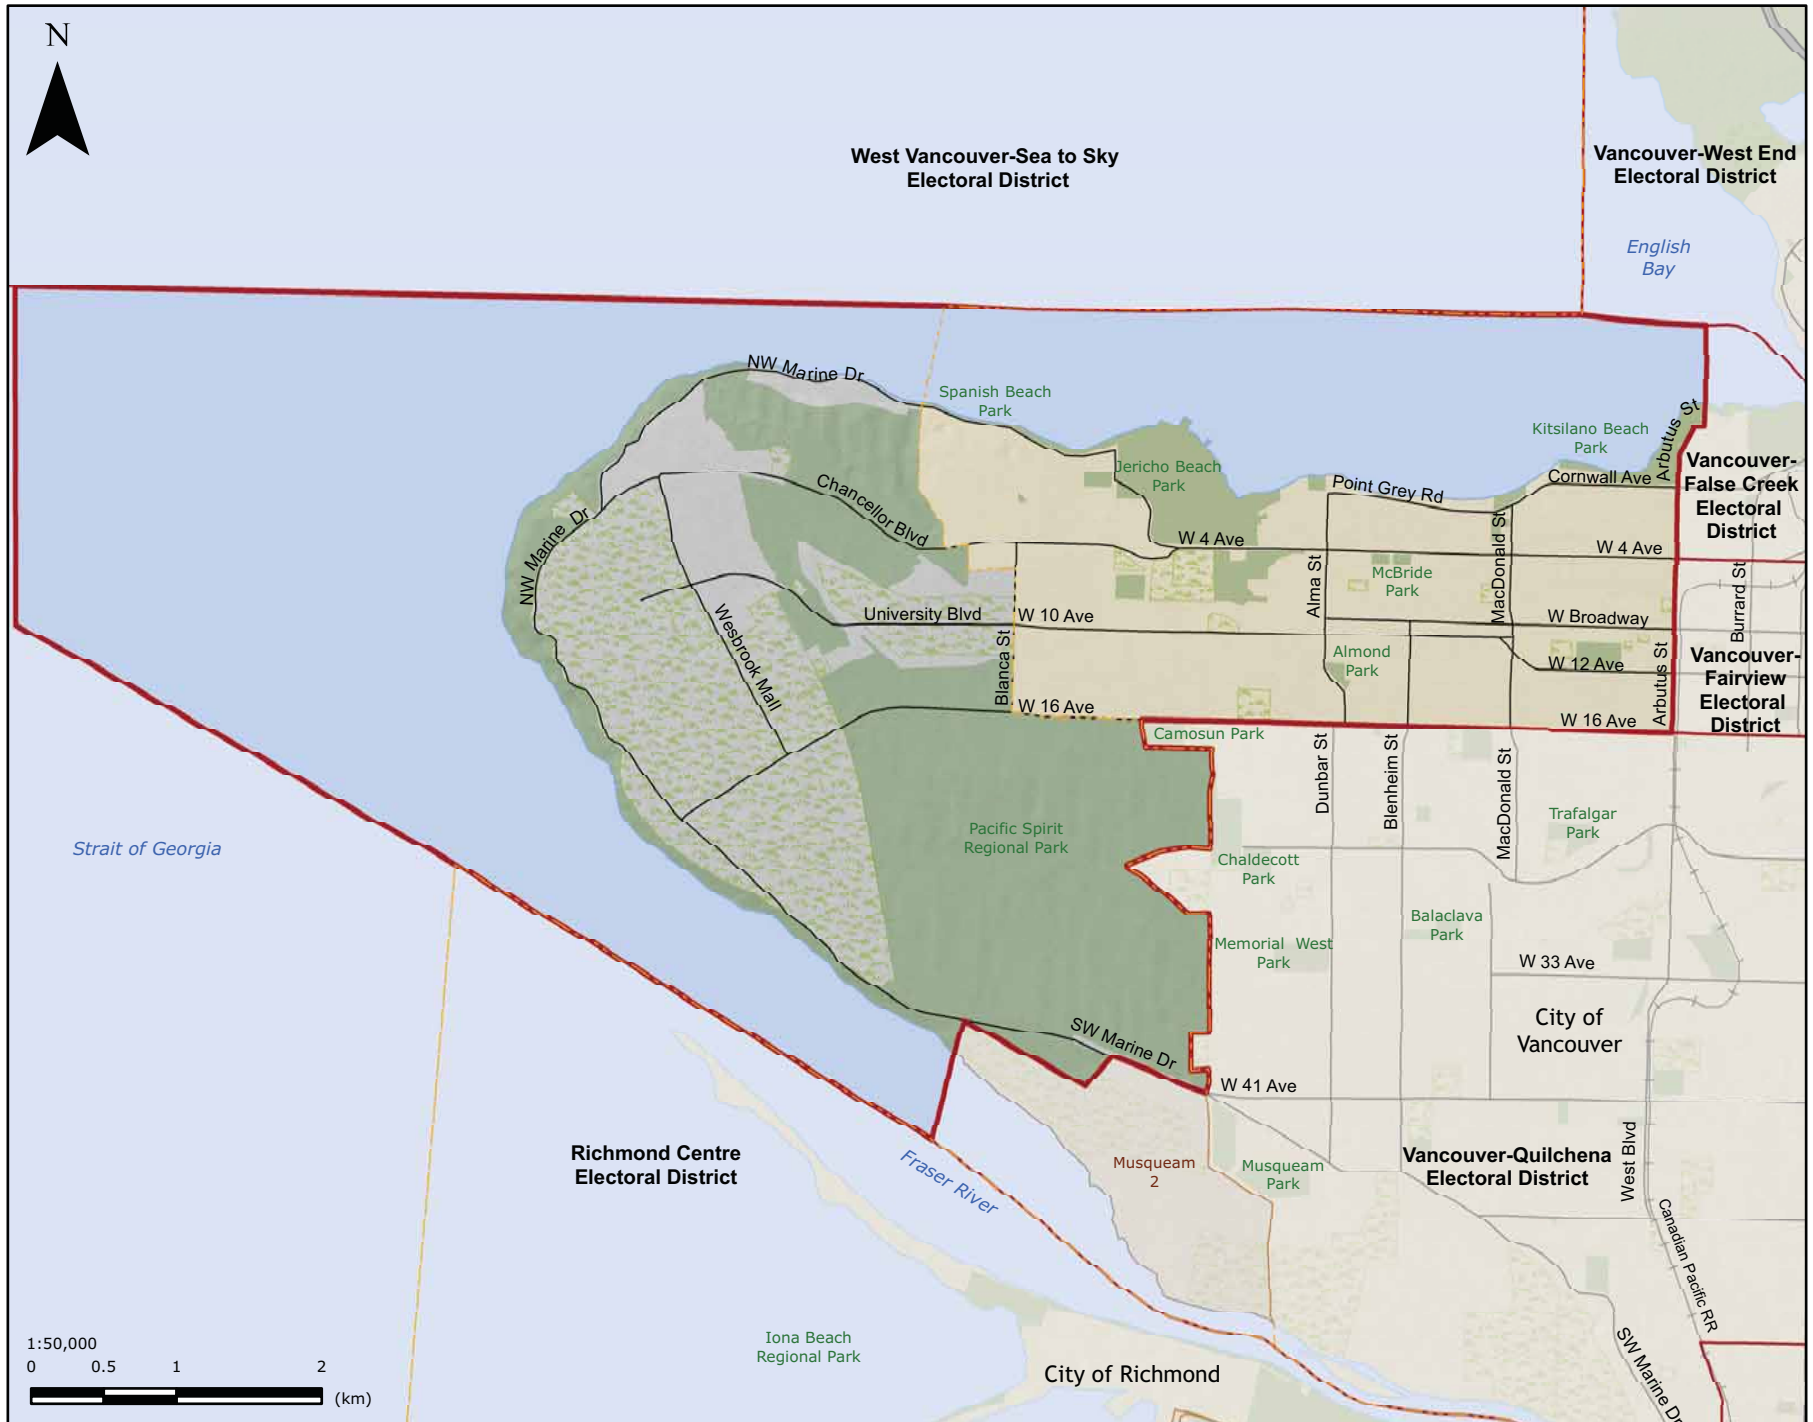 N
West Vancouver-Sea to Sky
Electoral District
Vancouver-West End
Electoral District
English
Bay
NW Marine Dr
Spanish Beach
Park
Kitsilano Beach
Park
Arbutus St
Jericho Beach
Park
Point Grey Rd
Cornwall Ave
Vancouver-
False Creek
Electoral
District
Chancellor Blvd
NW Marine Dr
W 4 Ave
W 4 Ave
MacDonald St
Alma St
McBride
Park
Burrard St
University Blvd
W 10 Ave
W Broadway
Wesbrook Mall
Blanca St
Almond
Park
W 12 Ave
Arbutus St
Vancouver-
Fairview
Electoral
District
W 16 Ave
W 16 Ave
Camosun Park
Dunbar St
Blenheim St
MacDonald St
Trafalgar
Park
Strait of Georgia
Pacific Spirit
Regional Park
Chaldecott
Park
Balaclava
Park
Memorial West
Park
W 33 Ave
City of
Vancouver
SW Marine Dr
W 41 Ave
Richmond Centre
Electoral District
Fraser River
Musqueam
2
Musqueam
Park
Vancouver-Quilchena
Electoral District
West Blvd
Canadian Pacific RR
Iona Beach
Regional Park
City of Richmond
SW Marine Dr
1:50,000
0 0.5 1 2
(km)